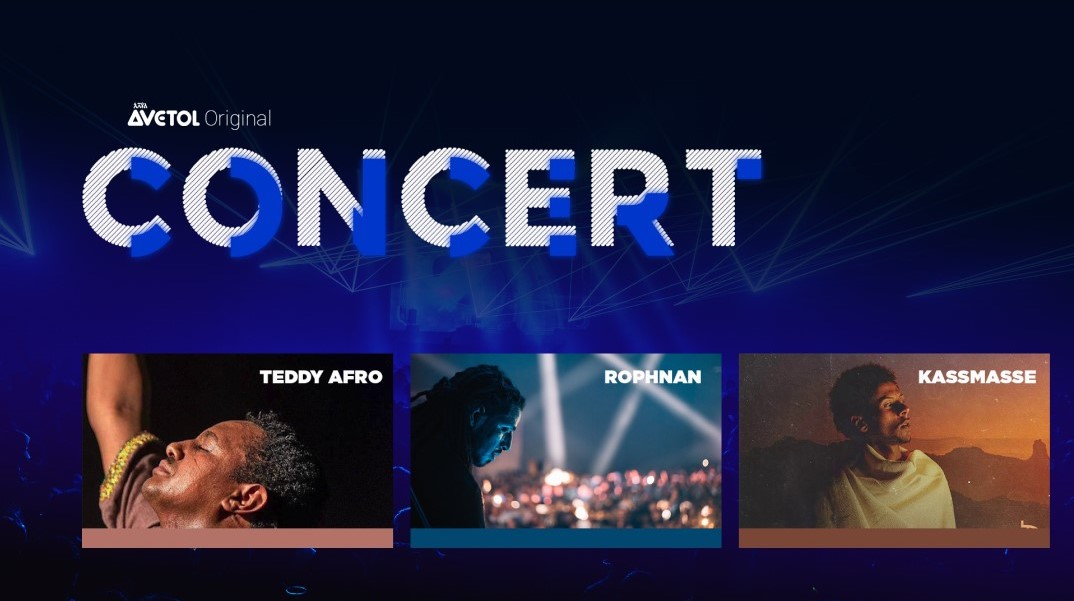 AVETOL Original
CONCERT
TEDDY AFRO
ROPHNAN
KASSMASSE